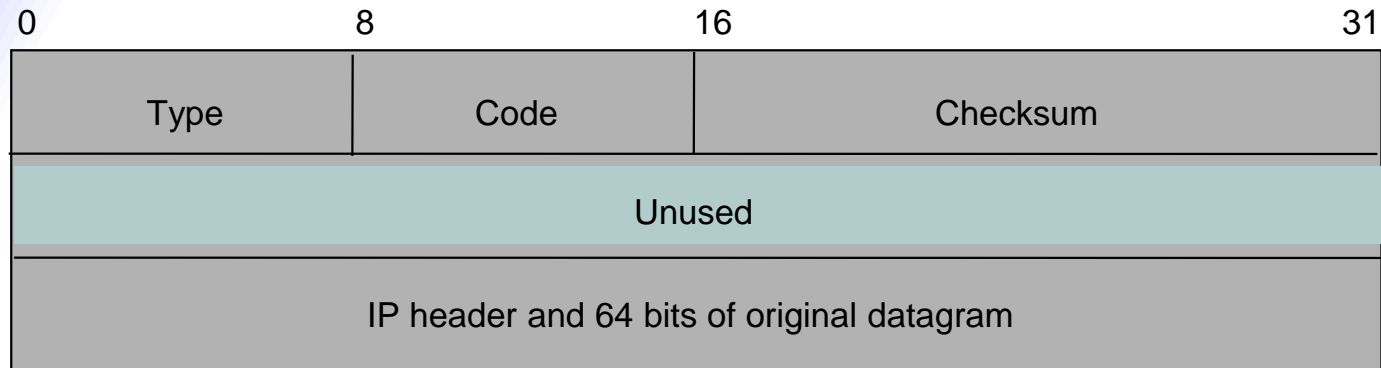 0 8 16 31
Type Code Checksum
Unused
IP header and 64 bits of original datagram